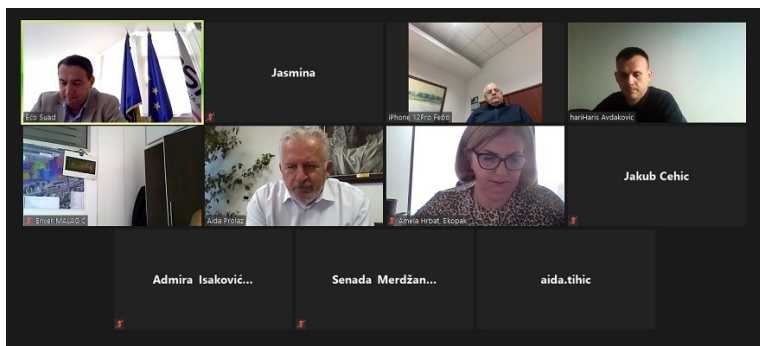 Eco Suad
Jasmina
iPhone 12Pro Febo
hariHaris Avdakovic
Enver MALAG C
Aida Prolaz
Amela Hrbat, Ekopak
Jakub Cehic
Admira Isaković...
Senada Merdžan...
aida.tihic